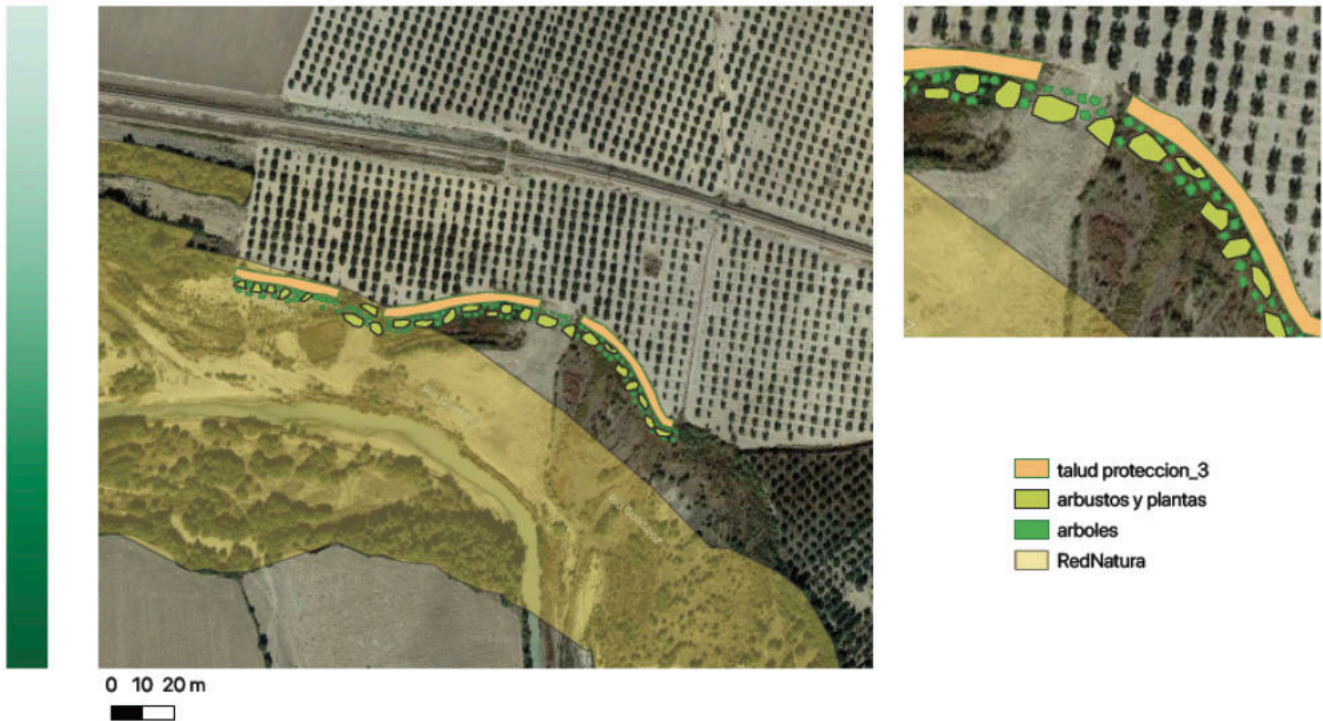 talud proteccion_3
arbustos y plantas
arboles
RedNatura
0 10 20 m